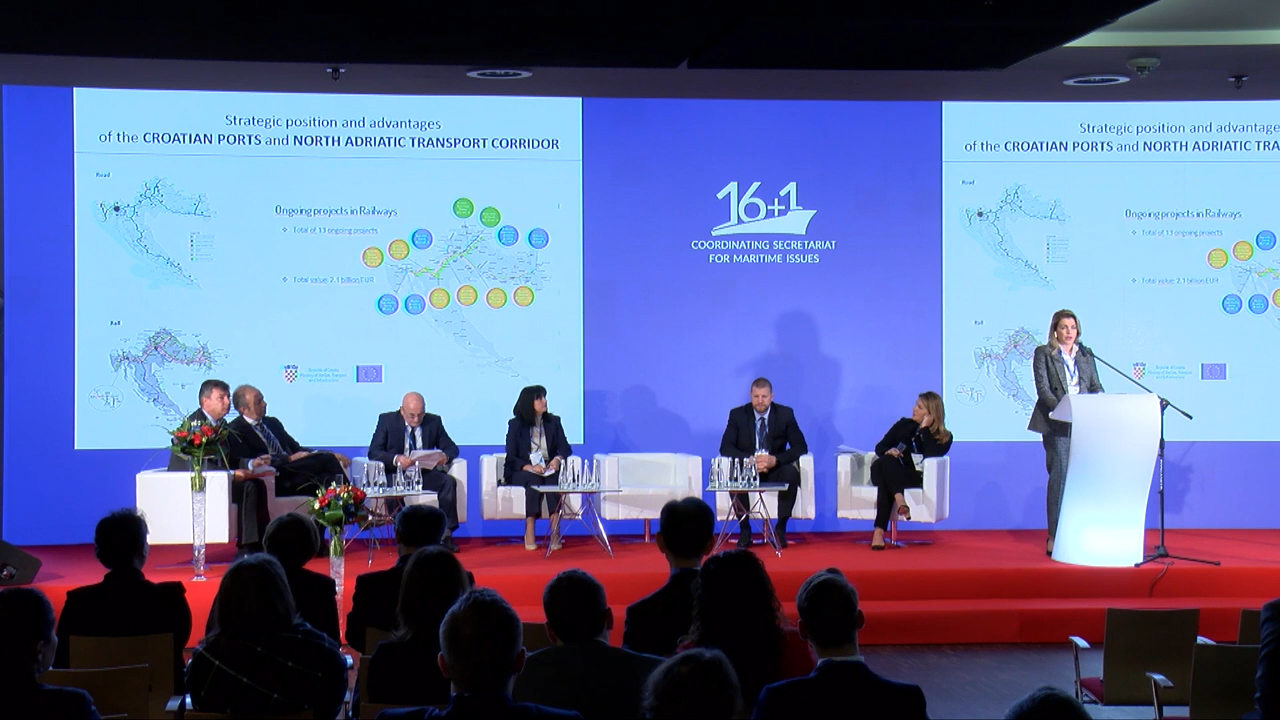 Strategic position and advantages
of the CROATIAN PORTS and NORTH ADRIATIC TRANSPORT CORRIDOR
Road
Ongoing projects in Railways
Total of 13 ongoing projects
Total value: 2.1 billion EUR
Rail
16+1
COORDINATING SECRETARIAT
FOR MARITIME ISSUES
Strategic position and advantage
of the CROATIAN PORTS and NORTH ADRIATIC TRA
Road
Ongoing projects in Railways
Total of 13 ongoing projects
Total value: 2.1 billion EUR
Rail